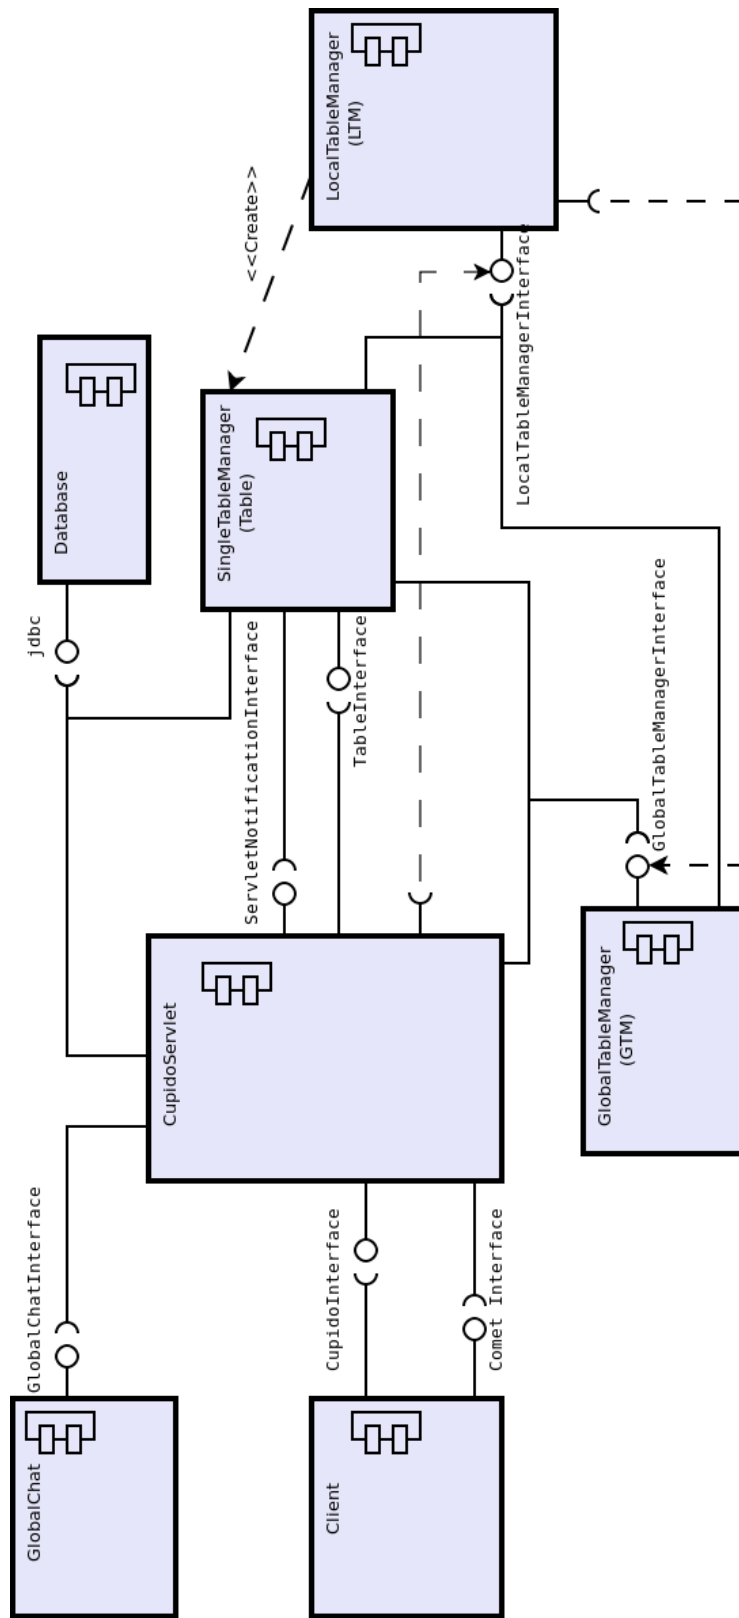 GlobalChat
GlobalChatInterface
jdbc
Database
Client
CupidoInterface
Comet Interface
CupidoServlet
ServletNotificationInterface
TableInterface
SingleTableManager
(Table)
<<Create>>
LocalTableManager
(LTM)
LocalTableManagerInterface
GlobalTableManager
(GTM)
GlobalTableManagerInterface